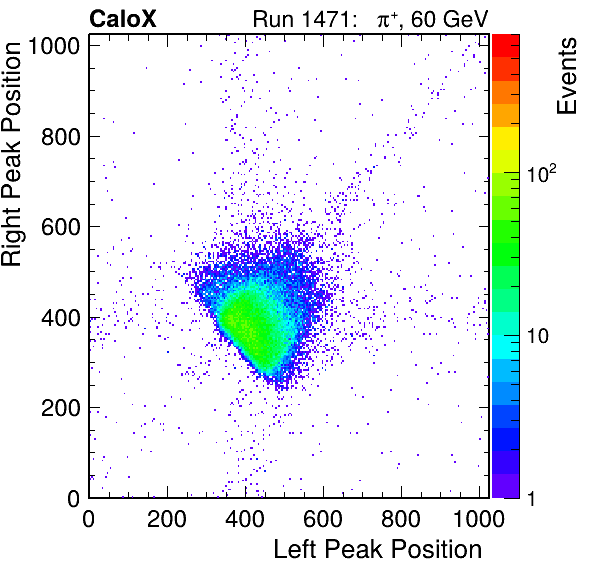 CaloX Run 1471: π⁺, 60 GeV
Right Peak Position
1000
800
600
400
200
0
0 200 400 600 800 1000
Left Peak Position
Events
10²
10
1